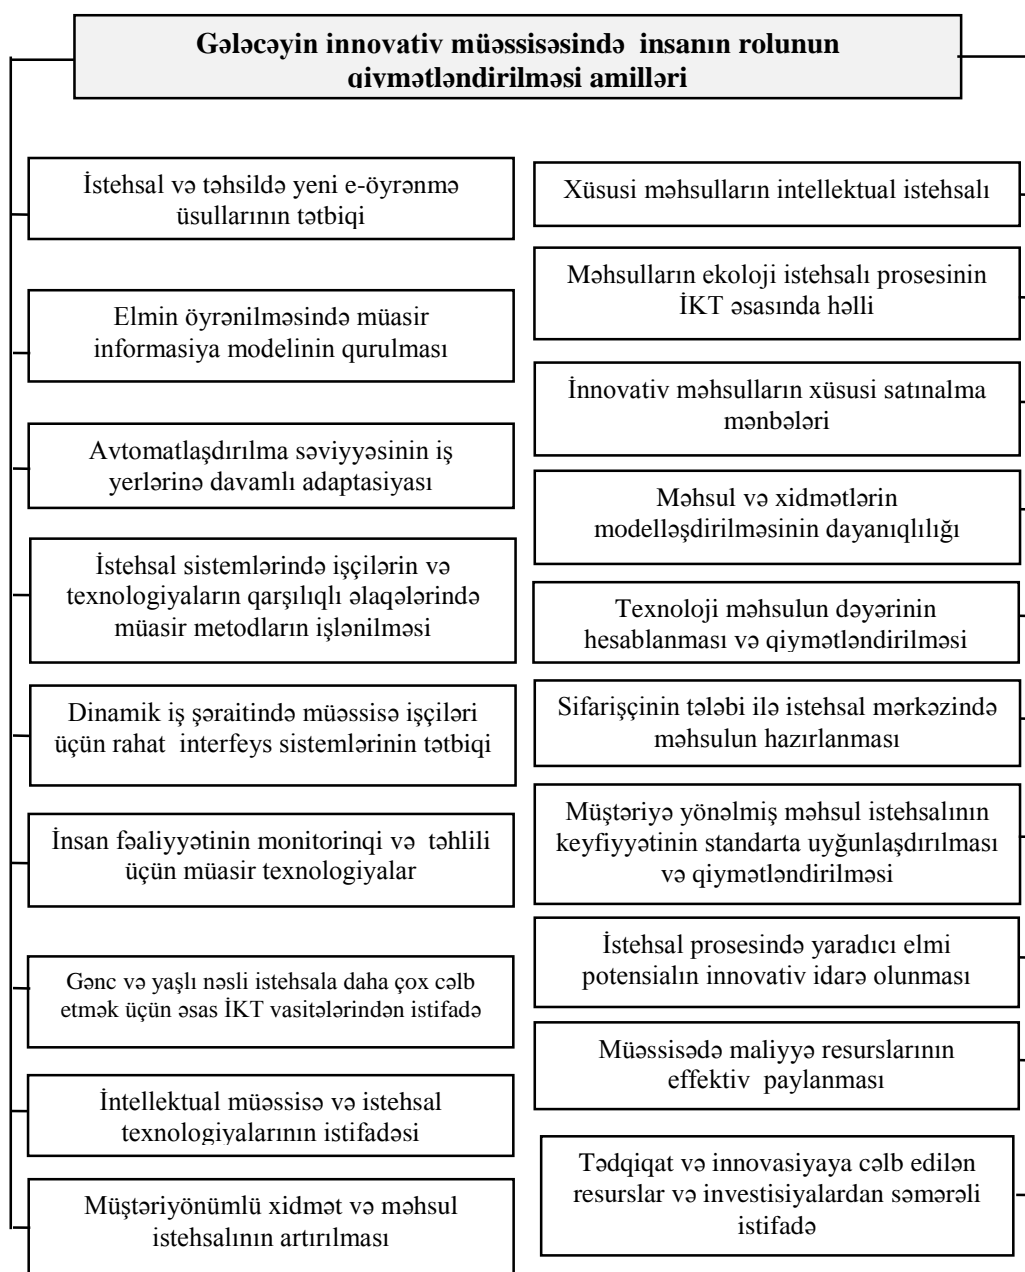 Gələcəyin innovativ müəssisəsində insanın rolunun
qiymətləndirilməsi amilləri
İstehsal və təhsildə yeni e-öyrənmə
üsullarının tətbiqi
Elmin öyrənilməsində müasir
informasiya modelinin qurulması
Avtomatlaşdırılma səviyyəsinin iş
yerlərinə davamlı adaptasiyası
İstehsal sistemlərində işçilərin və
texnologiyaların qarşılıqlı əlaqələrində
müasir metodların işlənilməsi
Dinamik iş şəraitində müəssisə işçiləri
üçün rahat interfeys sistemlərinin tətbiqi
İnsan fəaliyyətinin monitorinqi və təhlili
üçün müasir texnologiyalar
Gənc və yaşlı nəsli istehsala daha çox cəlb
etmək üçün əsas İKT vasitələrindən istifadə
İntellektual müəssisə və istehsal
texnologiyalarının istifadəsi
Müştəriyönümlü xidmət və məhsul
istehsalının artırılması
Xüsusi məhsulların intellektual istehsalı
Məhsulların ekoloji istehsalı prosesinin
İKT əsasında həlli
İnnovativ məhsulların xüsusi satınalma
mənbələri
Məhsul və xidmətlərin
modelləşdirilməsinin dayanıqlılığı
Texnoloji məhsulun dəyərinin
hesablanması və qiymətləndirilməsi
Sifarişçinin tələbi ilə istehsal mərkəzində
məhsulun hazırlanması
Müştəriyə yönəlmiş məhsul istehsalının
keyfiyyətinin standarta uyğunlaşdırılması
və qiymətləndirilməsi
İstehsal prosesində yaradıcı elmi
potensialın innovativ idarə olunması
Müəssisədə maliyyə resurslarının
effektiv paylanması
Tədqiqat və innovasiyaya cəlb edilən
resurslar və investisiyalardan səmərəli
istifadə